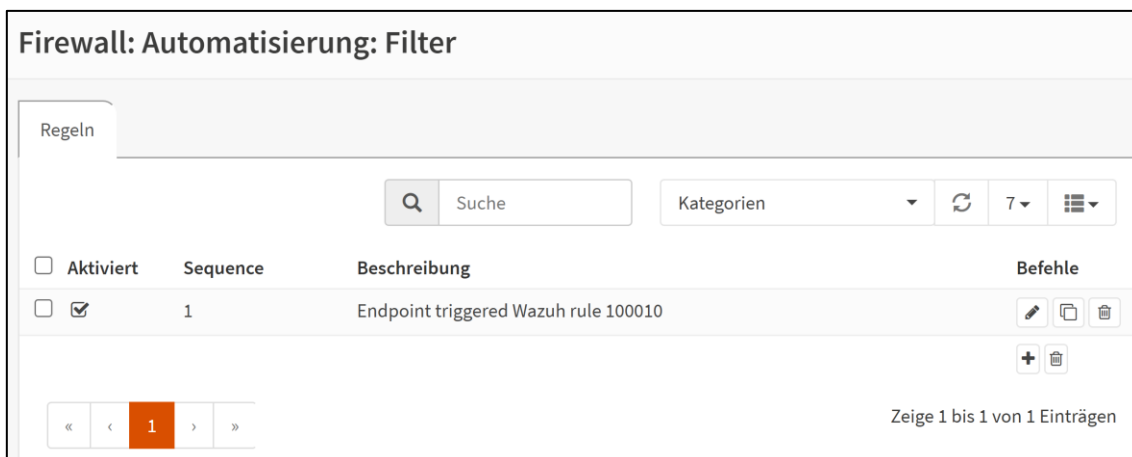 Firewall: Automatisierung: Filter
Regeln
Suche Kategorien 7
Aktiviert Sequence Beschreibung Befehle
1 Endpoint triggered Wazuh rule 100010
« ‹ 1 › » Zeige 1 bis 1 von 1 Einträgen